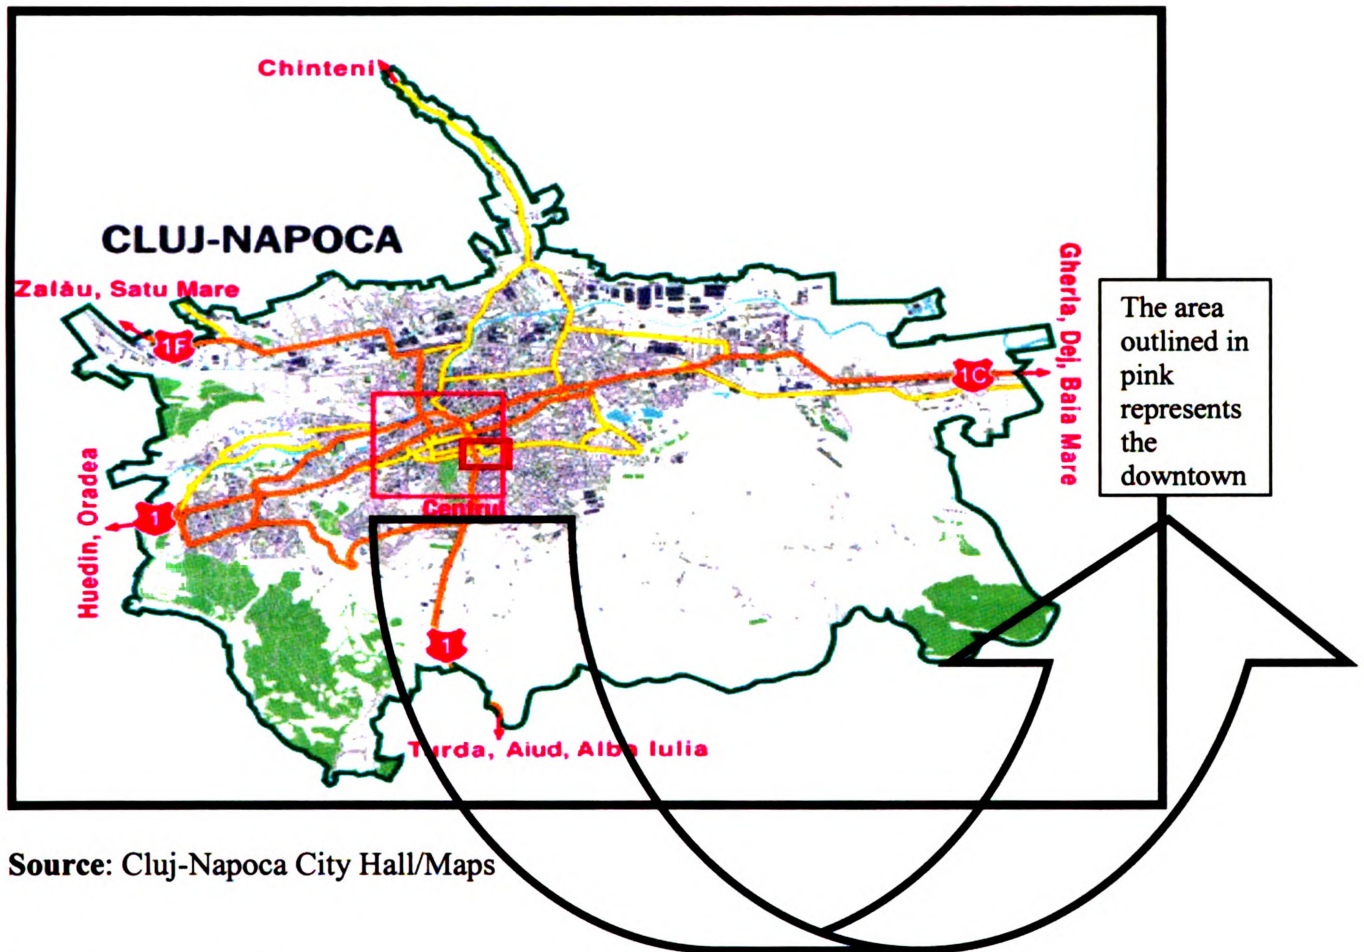 Chinteni
CLUJ-NAPOCA
Zalău, Satu Mare
1F
Gherla, Dej, Baia Mare
1C
The area
outlined in
pink
represents
the
downtown
Huedin, Oradea
1
Centrul
1
Turda, Aiud, Alba Iulia
Source: Cluj-Napoca City Hall/Maps